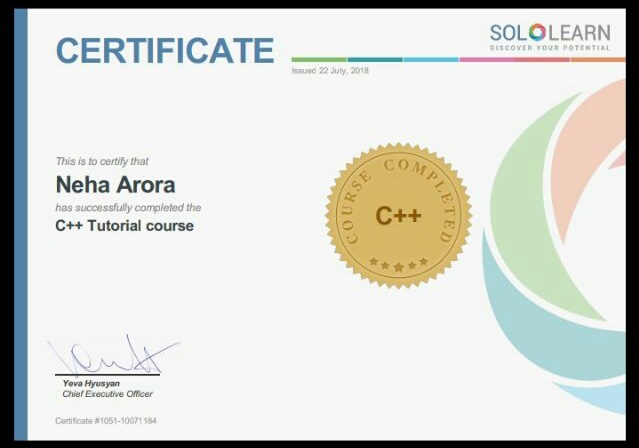 CERTIFICATE
SOLOLEARN
DISCOVER YOUR POTENTIAL
Issued 22 July, 2018
This is to certify that
Neha Arora
has successfully completed the
C++ Tutorial course
COURSE COMPLETED
C++
Yeva Hyusyan
Chief Executive Officer
Certificate #1051-10071184